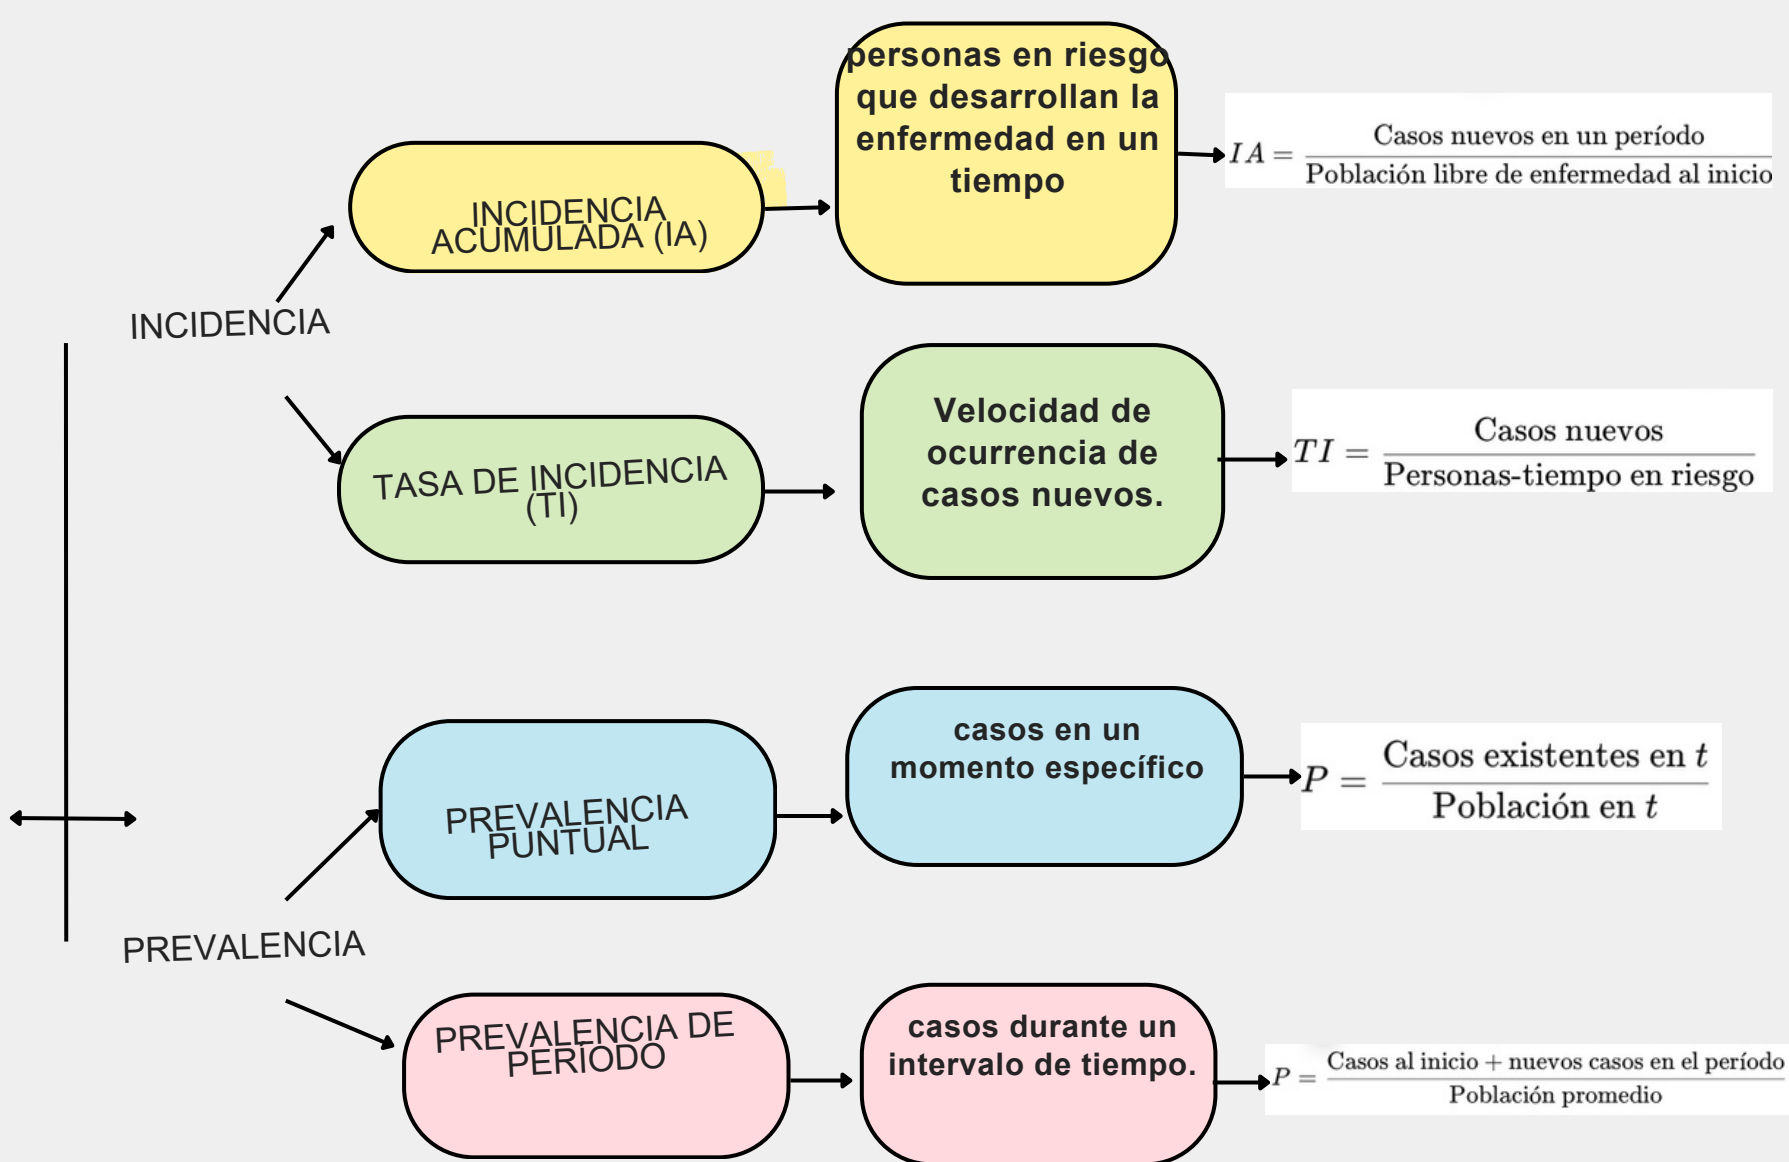 INCIDENCIA
INCIDENCIA
ACUMULADA (IA)
personas en riesgo
que desarrollan la
enfermedad en un
tiempo
IA = Casos nuevos en un período
Población libre de enfermedad al inicio
TASA DE INCIDENCIA
(TI)
Velocidad de
ocurrencia de
casos nuevos.
TI = Casos nuevos
Personas-tiempo en riesgo
PREVALENCIA
PREVALENCIA
PUNTUAL
casos en un
momento específico
P = Casos existentes en t
Población en t
PREVALENCIA DE
PERÍODO
casos durante un
intervalo de tiempo.
P = Casos al inicio + nuevos casos en el período
Población promedio